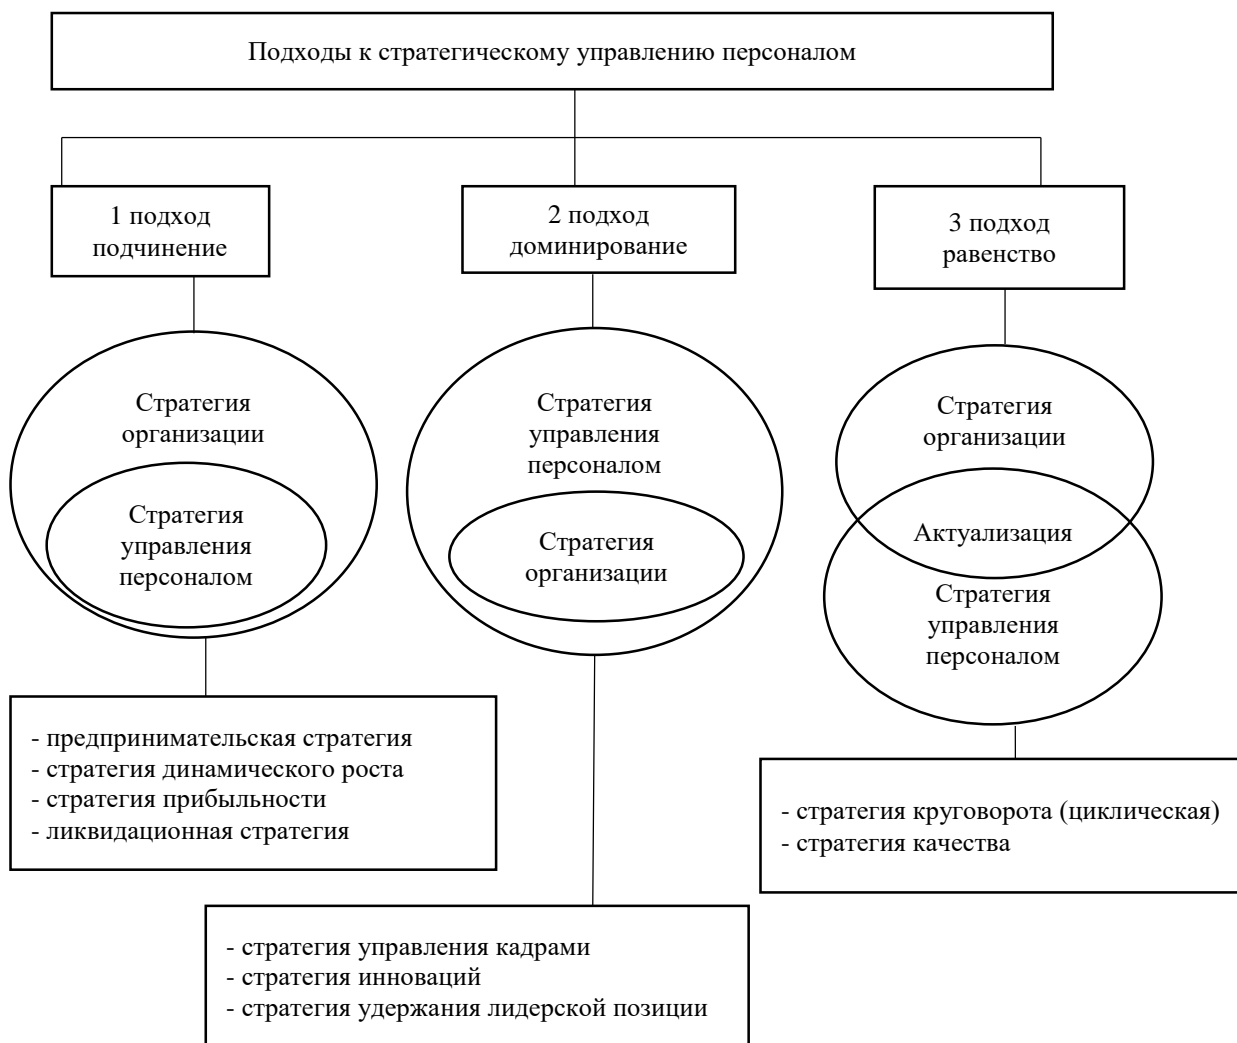 Подходы к стратегическому управлению персоналом
1 подход
подчинение
2 подход
доминирование
3 подход
равенство
Стратегия
организации
Стратегия
управления
персоналом
Стратегия
управления
персоналом
Стратегия
организации
Стратегия
организации
Актуализация
Стратегия
управления
персоналом
- предпринимательская стратегия
- стратегия динамического роста
- стратегия прибыльности
- ликвидационная стратегия
- стратегия управления кадрами
- стратегия инноваций
- стратегия удержания лидерской позиции
- стратегия круговорота (циклическая)
- стратегия качества